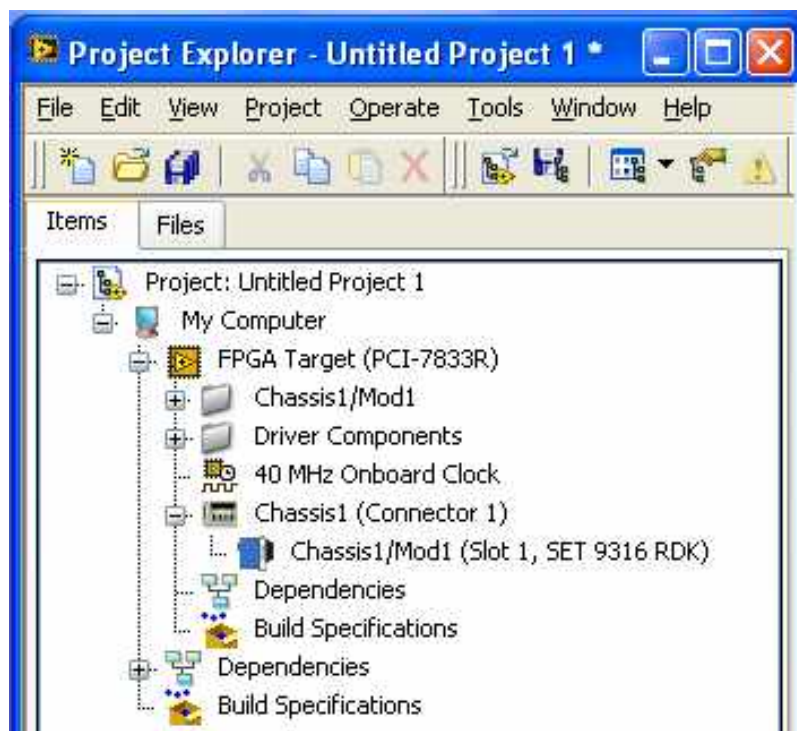 Project Explorer - Untitled Project 1 *
File Edit View Project Operate Tools Window Help
Items Files
Project: Untitled Project 1
My Computer
FPGA Target (PCI-7833R)
Chassis1/Mod1
Driver Components
40 MHz Onboard Clock
Chassis1 (Connector 1)
Chassis1/Mod1 (Slot 1, SET 9316 RDK)
Dependencies
Build Specifications
Dependencies
Build Specifications